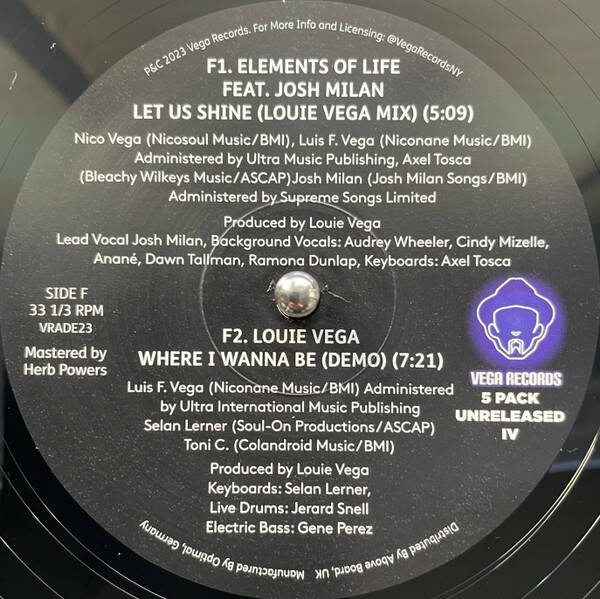 P&C 2023 Vega Records. For More Info and Licensing: @VegaRecordsNY
F1. ELEMENTS OF LIFE
FEAT. JOSH MILAN
LET US SHINE (LOUIE VEGA MIX) (5:09)
Nico Vega (Nicosoul Music/BMI), Luis F. Vega (Niconane Music/BMI)
Administered by Ultra Music Publishing, Axel Tosca
(Bleachy Wilkeys Music/ASCAP)Josh Milan (Josh Milan Songs/BMI)
Administered by Supreme Songs Limited
Produced by Louie Vega
Lead Vocal Josh Milan, Background Vocals: Audrey Wheeler, Cindy Mizelle,
Anané, Dawn Tallman, Ramona Dunlap, Keyboards: Axel Tosca
SIDE F
33 1/3 RPM
VRADE23
Mastered by
Herb Powers
F2. LOUIE VEGA
WHERE I WANNA BE (DEMO) (7:21)
Luis F. Vega (Niconane Music/BMI) Administered
by Ultra International Music Publishing
Selan Lerner (Soul-On Productions/ASCAP)
Toni C. (Colandroid Music/BMI)
Produced by Louie Vega
Keyboards: Selan Lerner,
Live Drums: Jerard Snell
Electric Bass: Gene Perez
VEGA RECORDS
5 PACK
UNRELEASED
IV
Distributed By Above Board, UK
Manufactured By Optimal, Germany